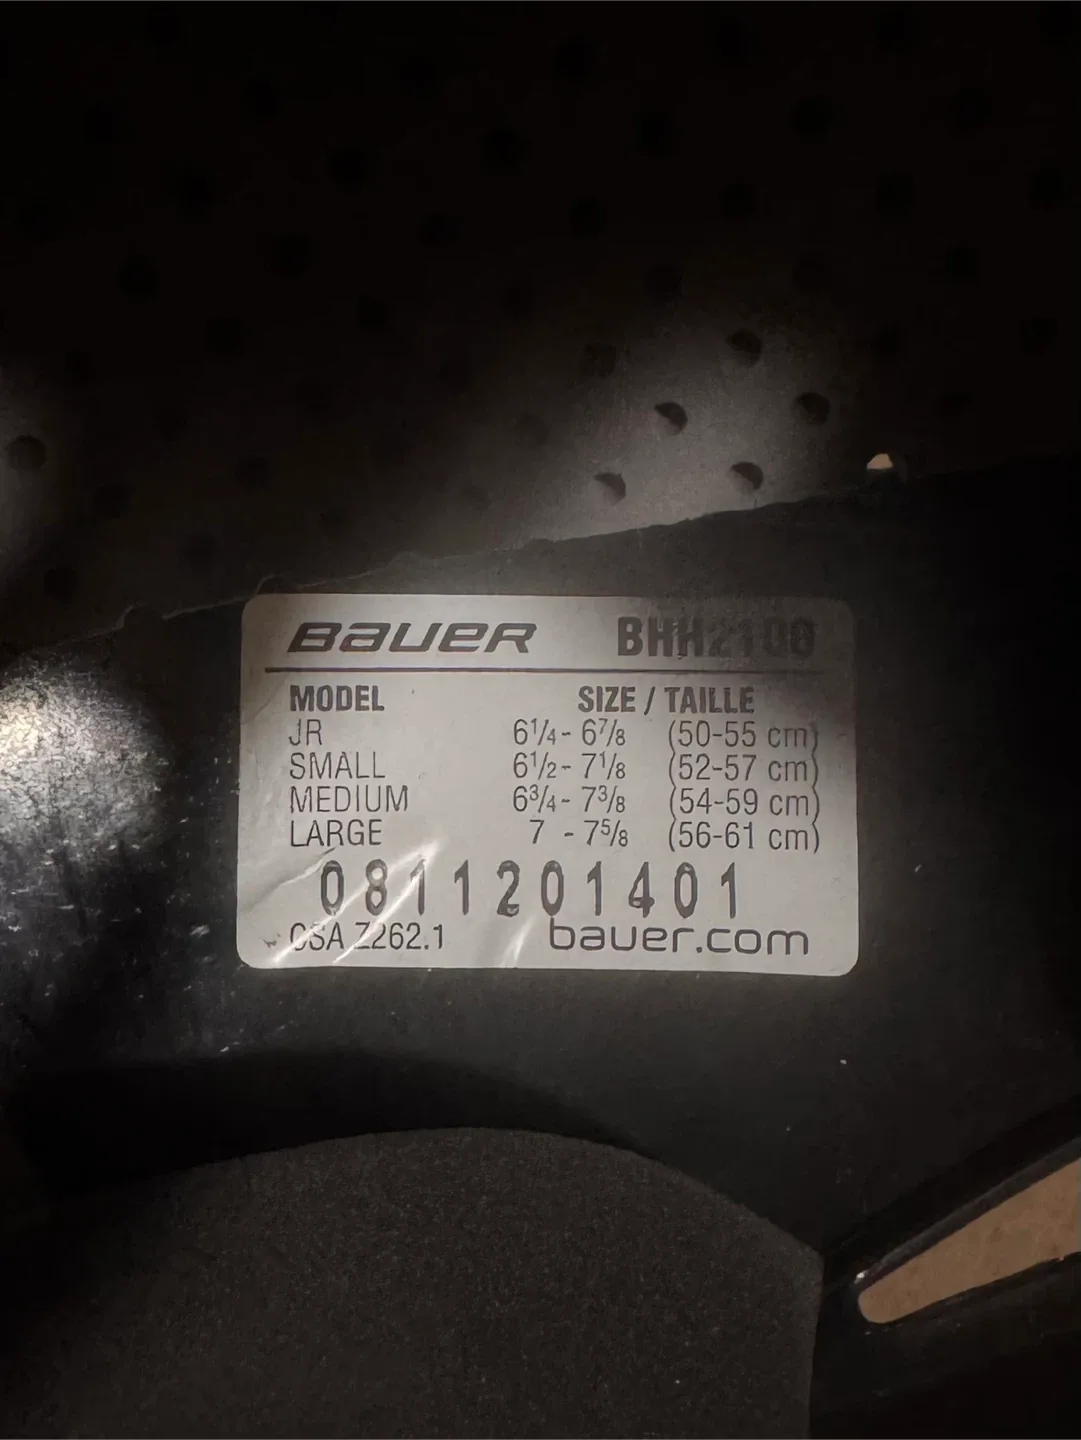 BAUER BHH2100
MODEL SIZE / TAILLE
JR 6¼- 6⅞ (50-55 cm)
SMALL 6½- 7⅛ (52-57 cm)
MEDIUM 6¾- 7⅜ (54-59 cm)
LARGE 7 - 7⅝ (56-61 cm)
0811201401
CSA Z262.1 bauer.com